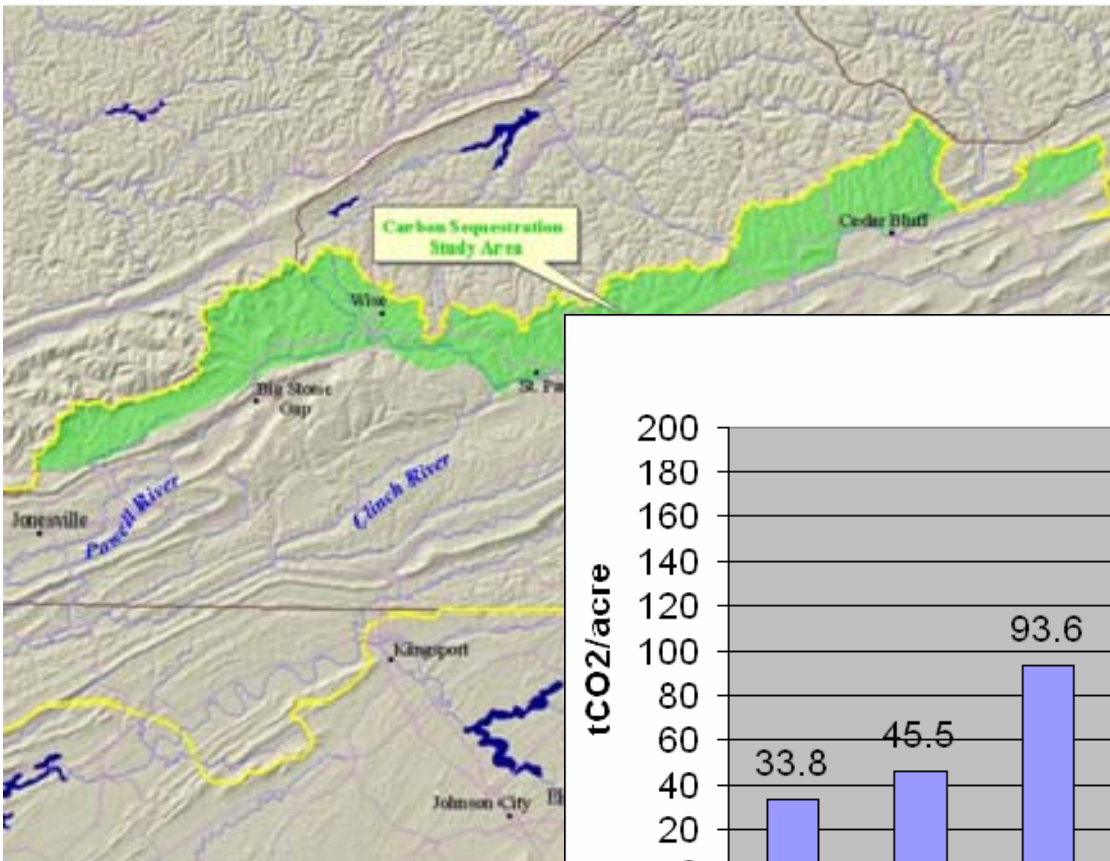 Carbon Sequestration
Study Area
Cedar Bluff
Wise
Big Stone
Gap
St.
Jonesville
Powell River
Clinch River
Kingsport
Johnson City
tCO2/acre
200
180
160
140
120
100
80
60
40
20
33.8
45.5
93.6